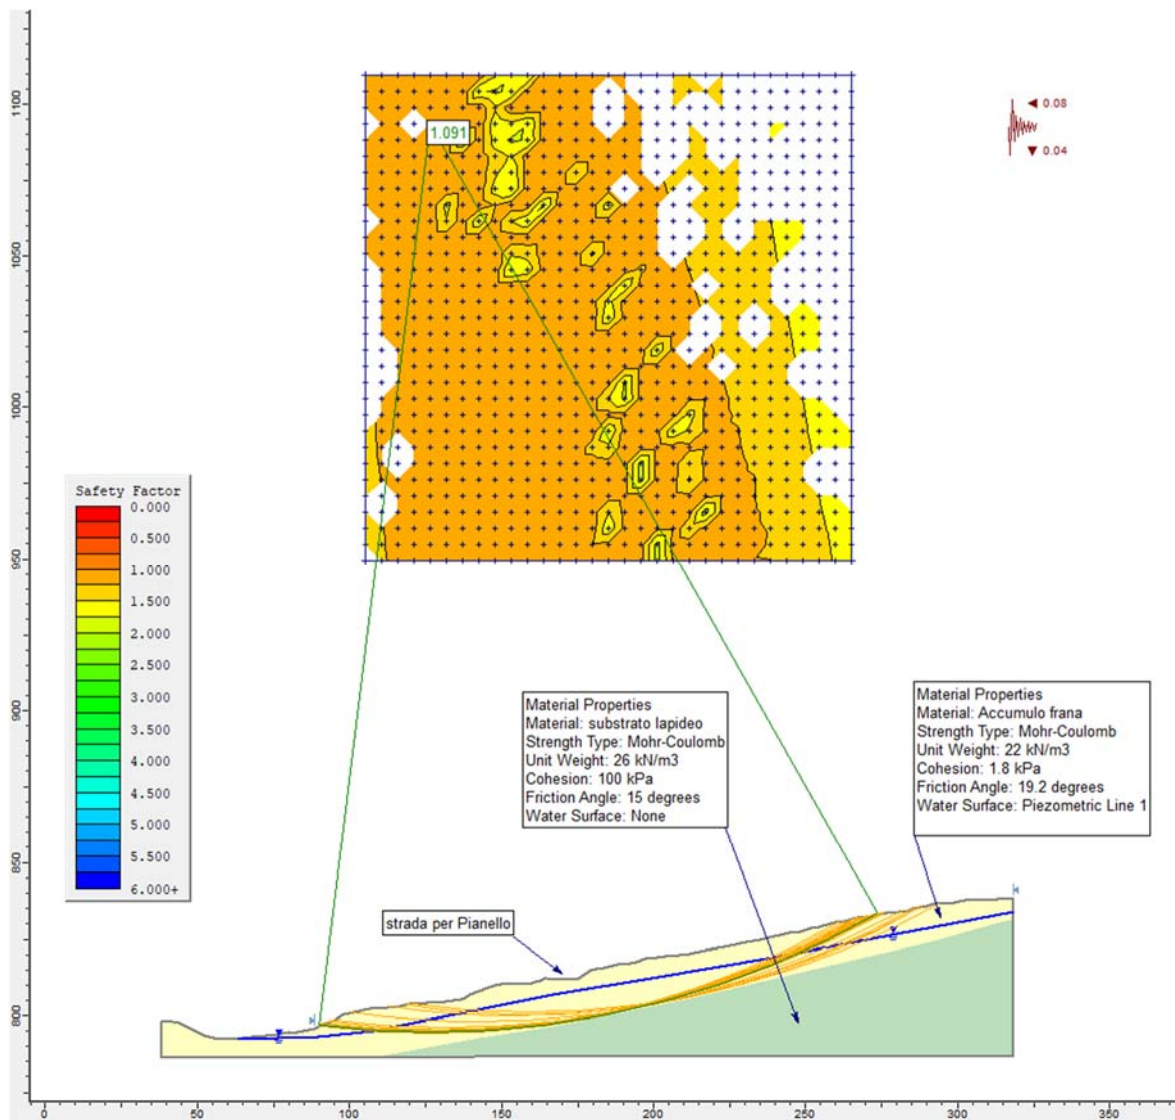 1100
1050
1000
950
900
850
800
1.091
◄ 0.08
▼ 0.04
Safety Factor
0.000
0.500
1.000
1.500
2.000
2.500
3.000
3.500
4.000
4.500
5.000
5.500
6.000+
Material Properties
Material: substrato lapideo
Strength Type: Mohr-Coulomb
Unit Weight: 26 kN/m3
Cohesion: 100 kPa
Friction Angle: 15 degrees
Water Surface: None
Material Properties
Material: Accumulo frana
Strength Type: Mohr-Coulomb
Unit Weight: 22 kN/m3
Cohesion: 1.8 kPa
Friction Angle: 19.2 degrees
Water Surface: Piezometric Line 1
strada per Pianello
0 50 100 150 200 250 300 350